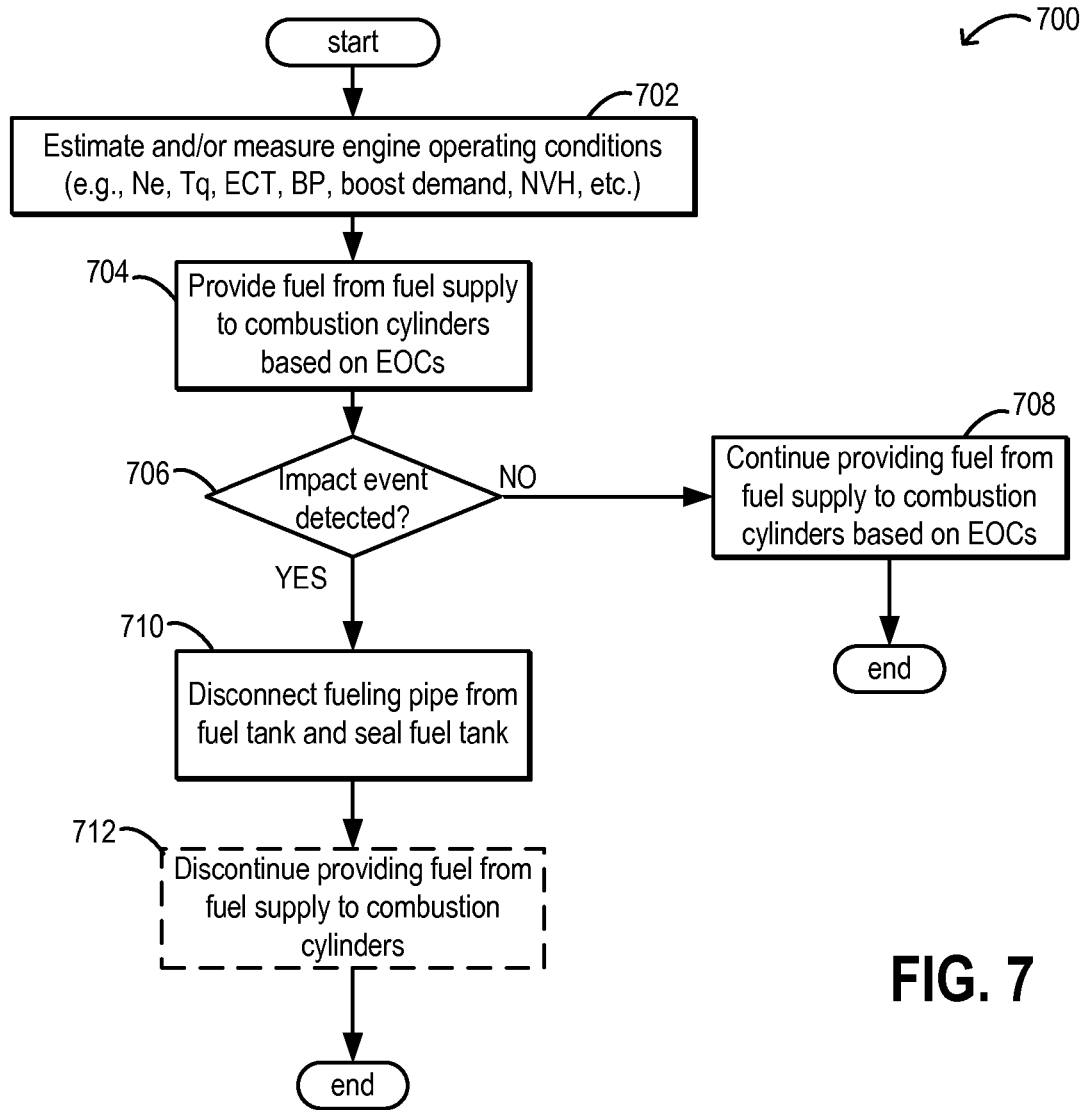 start
700
702
Estimate and/or measure engine operating conditions
(e.g., Ne, Tq, ECT, BP, boost demand, NVH, etc.)
704
Provide fuel from fuel supply
to combustion cylinders
based on EOCs
706
Impact event
detected?
NO
YES
708
Continue providing fuel from
fuel supply to combustion
cylinders based on EOCs
end
710
Disconnect fueling pipe from
fuel tank and seal fuel tank
712
Discontinue providing fuel from
fuel supply to combustion
cylinders
end
FIG. 7